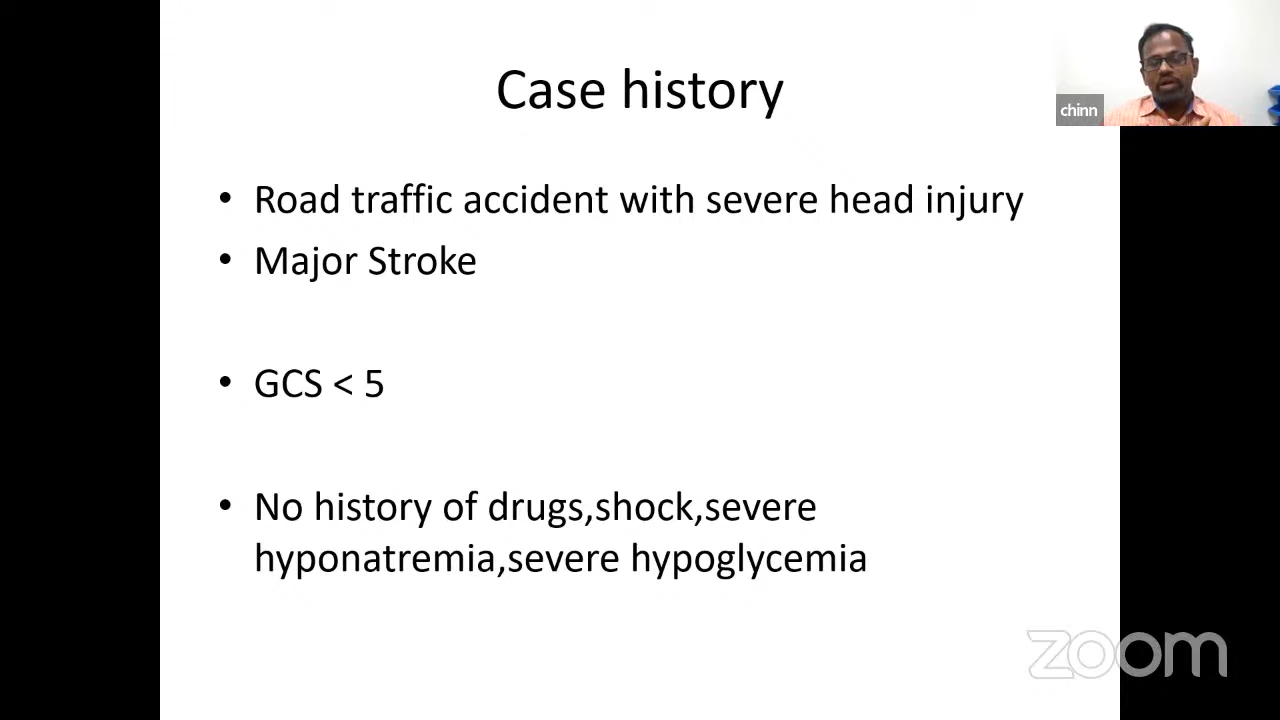 Case history
chinn
• Road traffic accident with severe head injury
• Major Stroke
• GCS < 5
• No history of drugs,shock,severe
hyponatremia,severe hypoglycemia
zoom